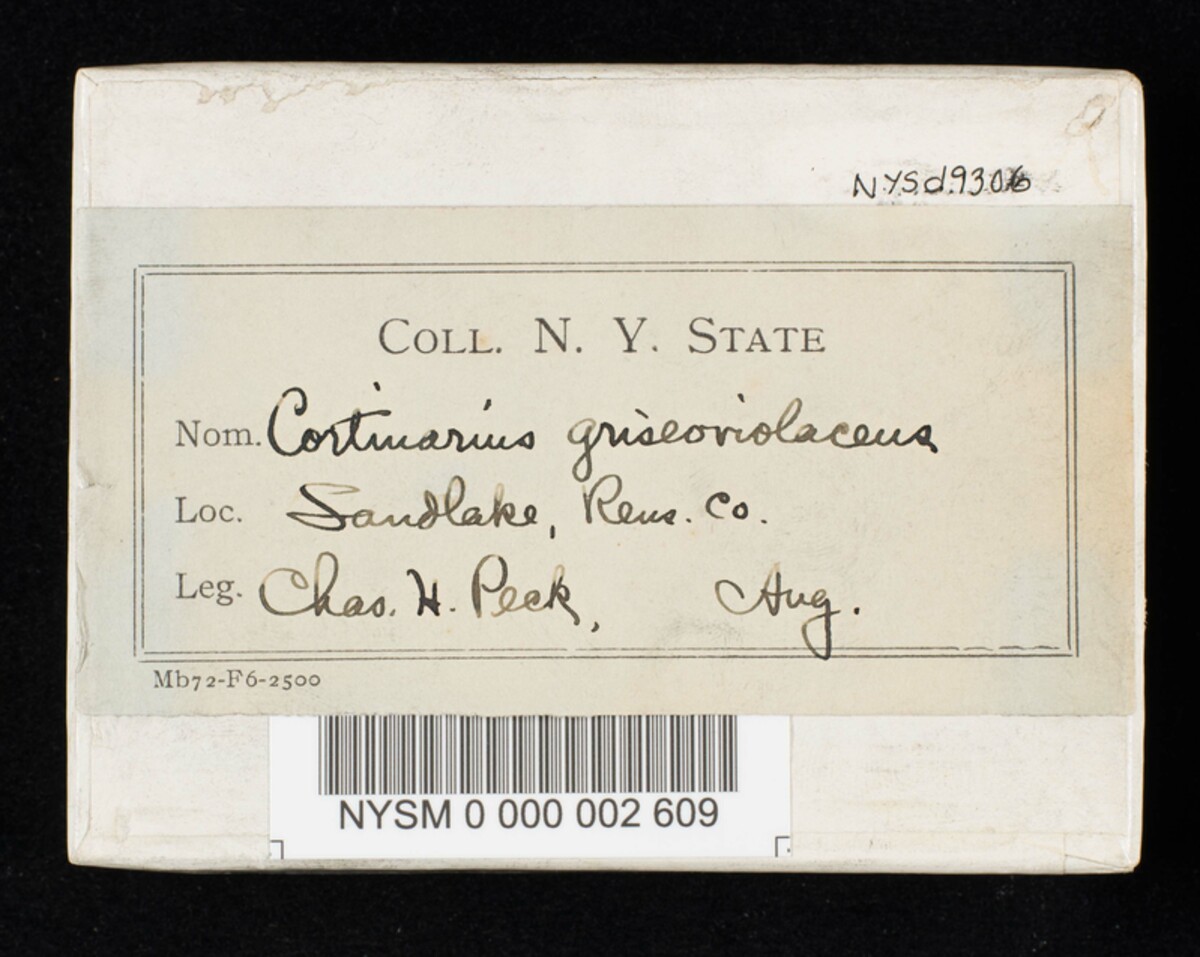 NYSd9306
COLL. N. Y. STATE
Nom. Cortinarius griseoviolaceus
Loc. Sandlake, Rens. Co.
Leg. Chas. H. Peck, Aug.
Mb72-F6-2500
NYSM 0 000 002 609